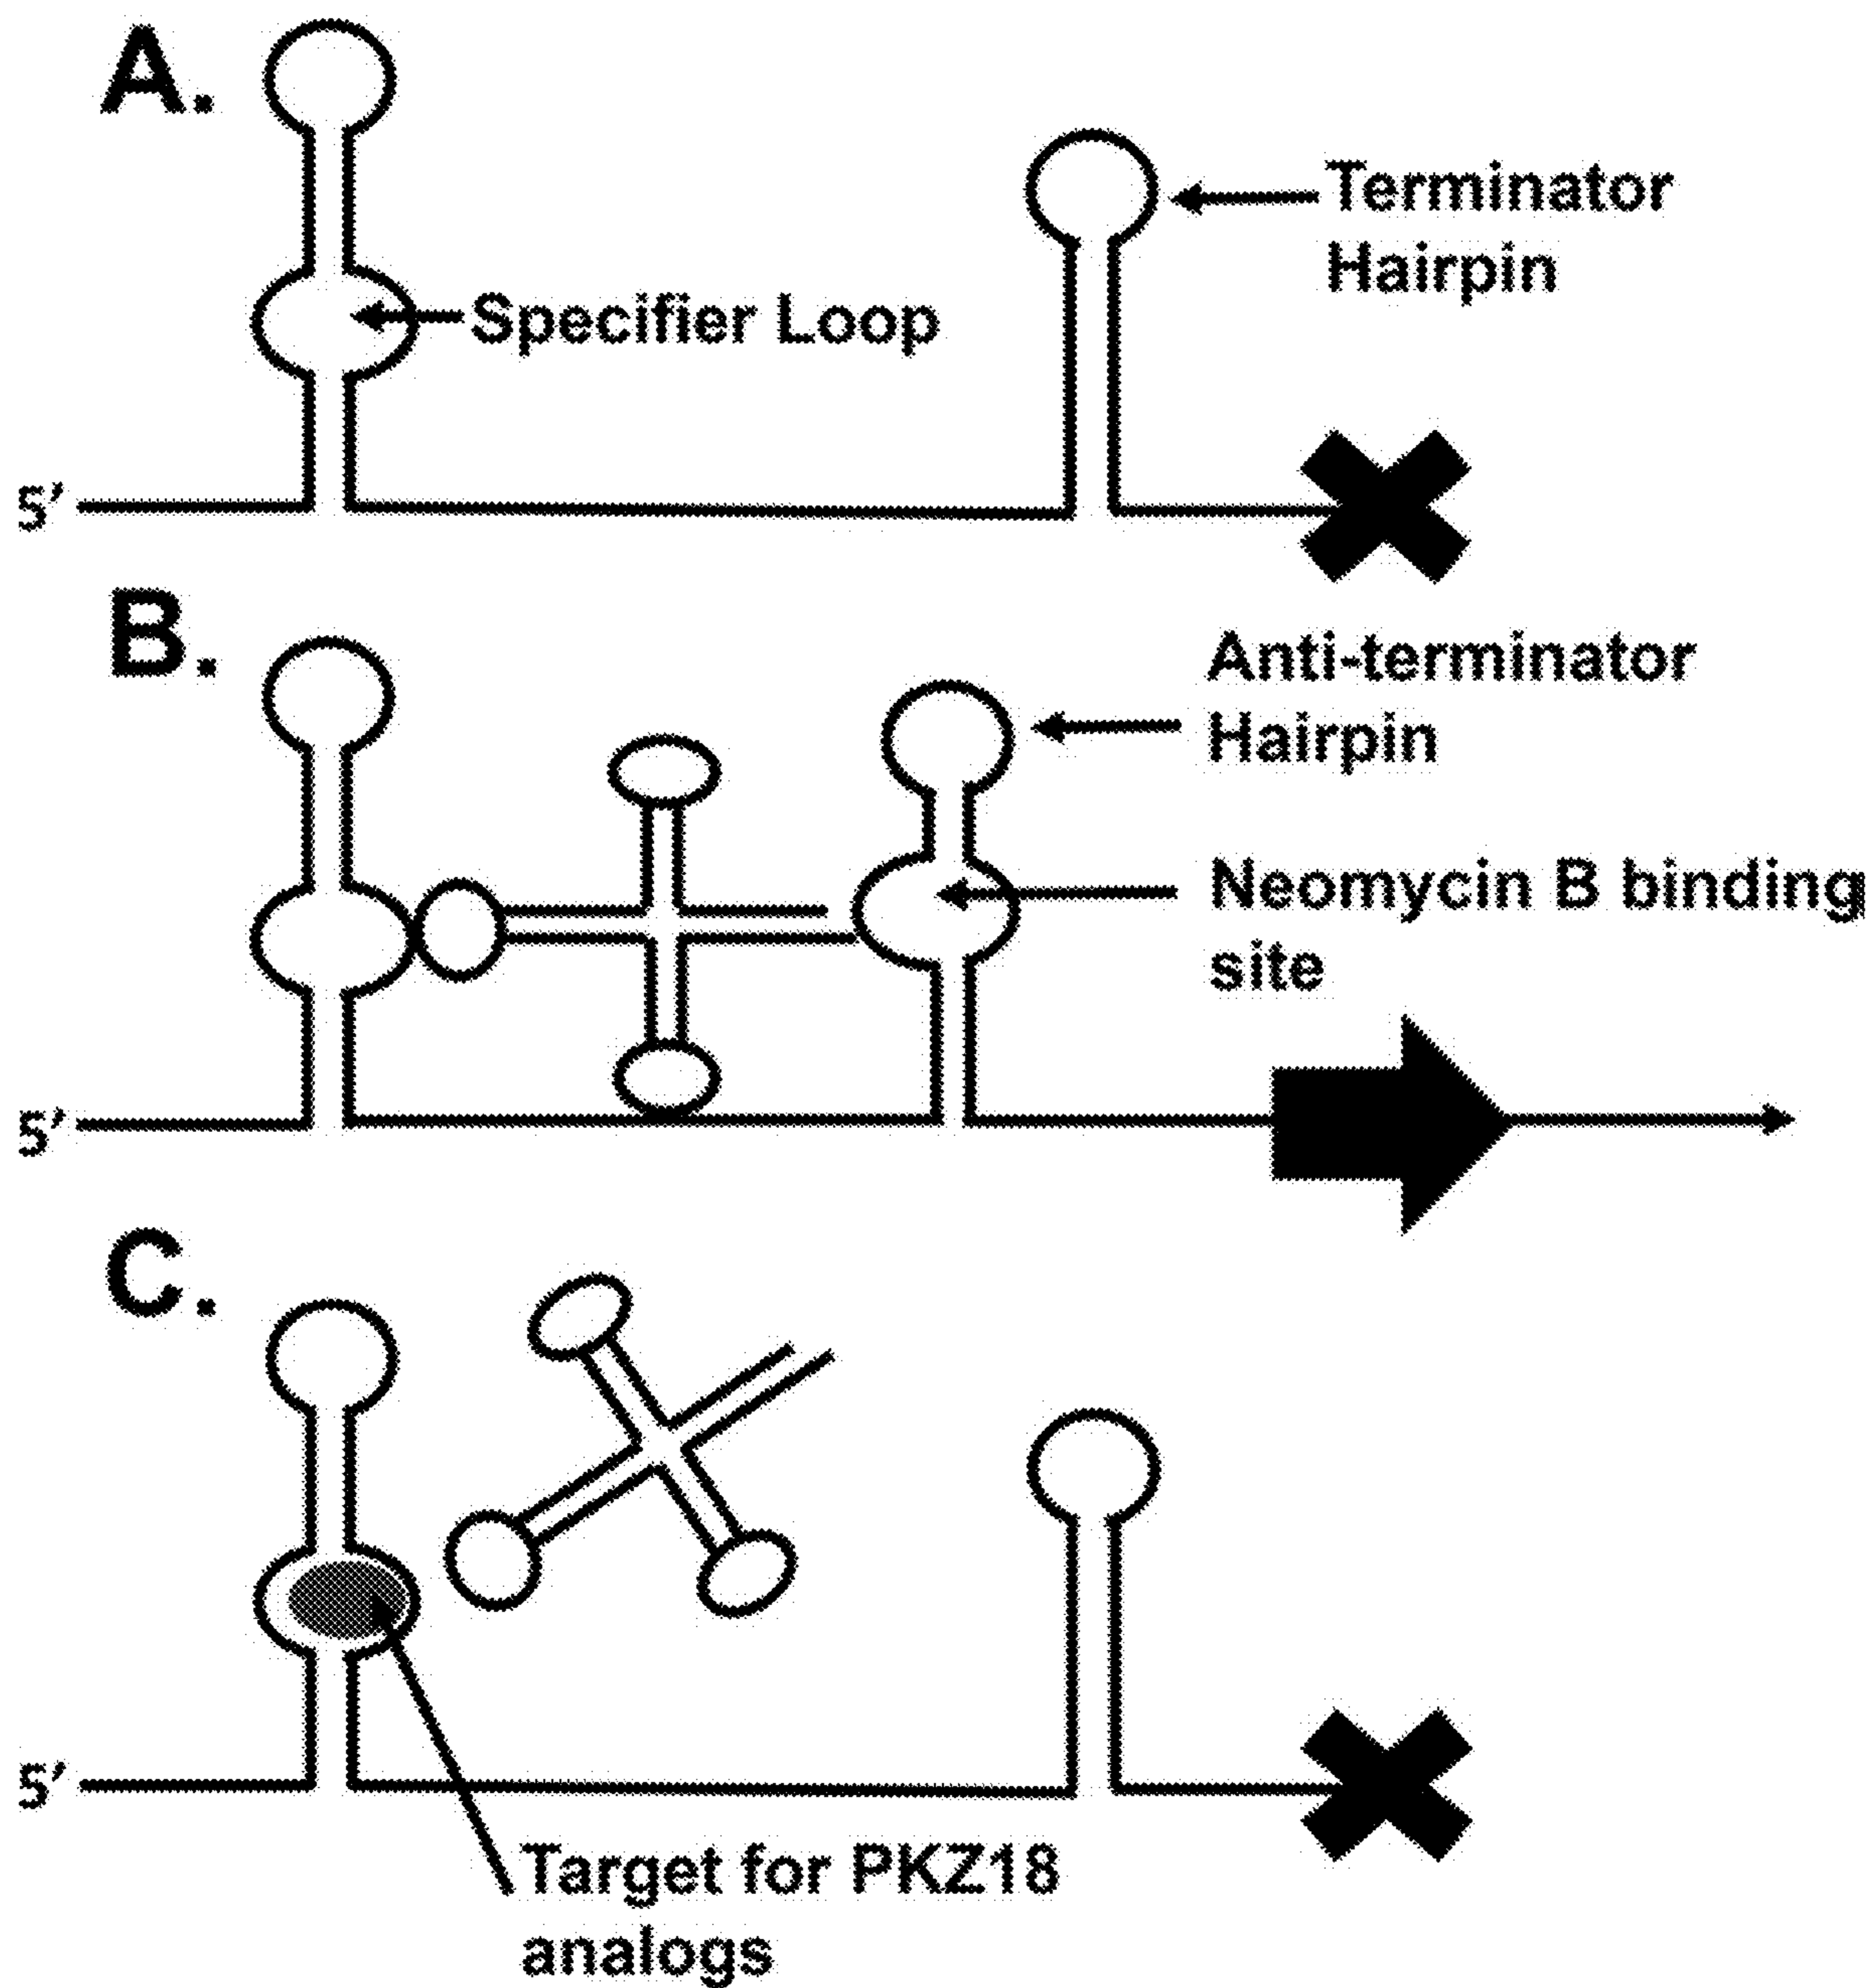 A.
Terminator
Hairpin
Specifier Loop
5'
B.
Anti-terminator
Hairpin
Neomycin B binding
site
5'
C.
5'
Target for PKZ18
analogs